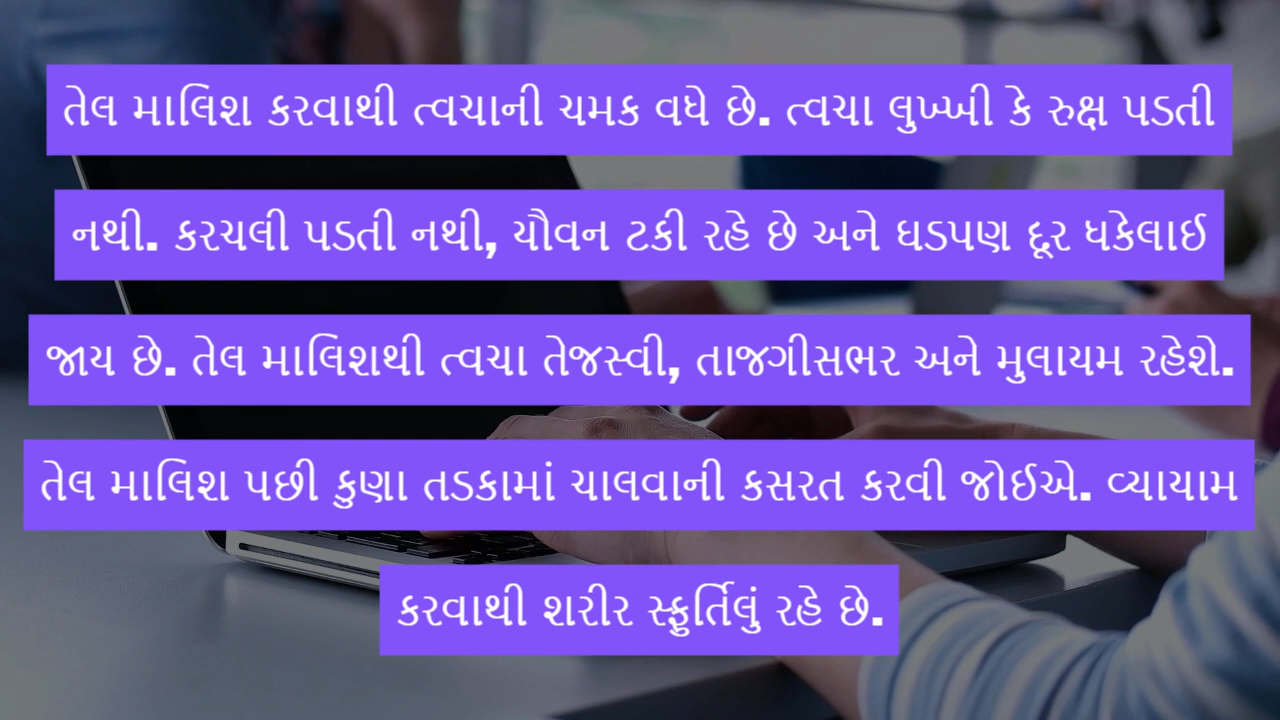 તેલ માલિશ કરવાથી ત્વચાની ચમક વધે છે. ત્વચા લુખ્ખી કે રુક્ષ પડતી
નથી. કરચલી પડતી નથી, યૌવન ટકી રહે છે અને ઘડપણ દૂર ધકેલાઈ
જાય છે. તેલ માલિશથી ત્વચા તેજસ્વી, તાજગીસભર અને મુલાયમ રહેશે.
તેલ માલિશ પછી કુણા તડકામાં ચાલવાની કસરત કરવી જોઈએ. વ્યાયામ
કરવાથી શરીર સ્ફુર્તિલું રહે છે.